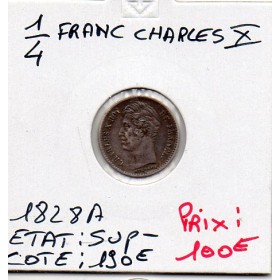 1/4 FRANC CHARLES X
1828A
ETAT: SUP-
COTE: 190€
PRIX:
100€